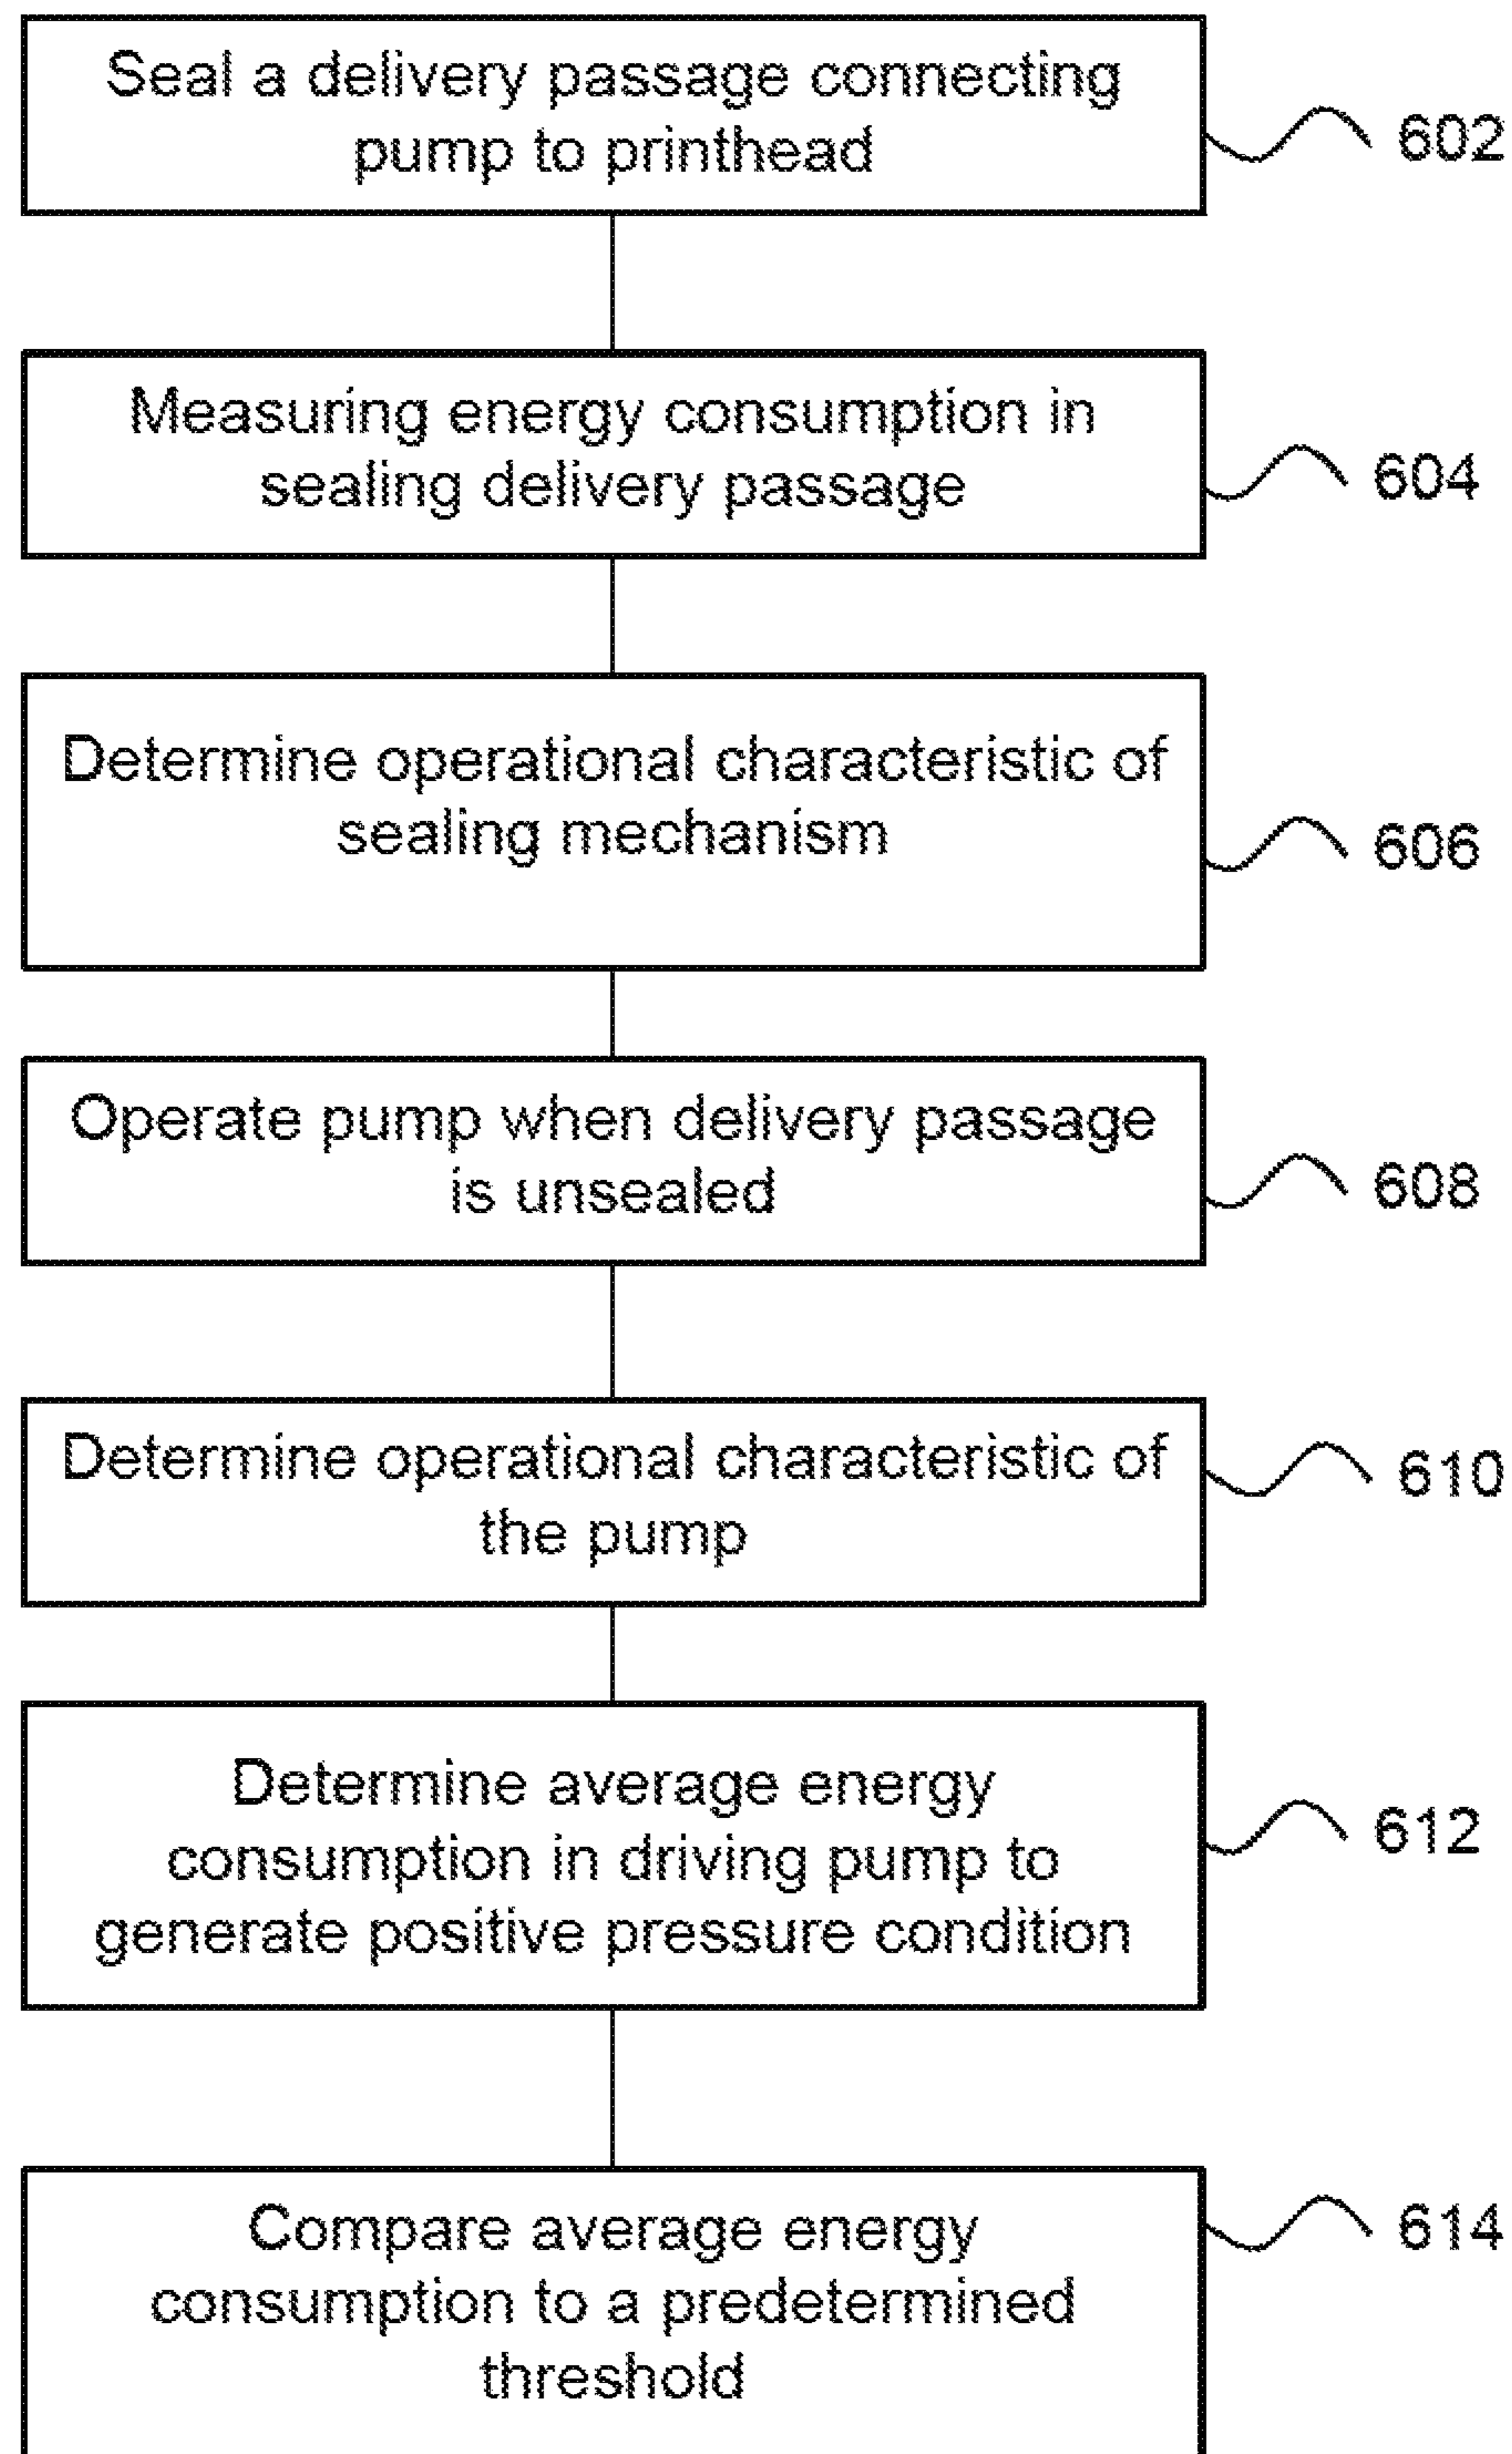 Seal a delivery passage connecting
pump to printhead
602
Measuring energy consumption in
sealing delivery passage
604
Determine operational characteristic of
sealing mechanism
606
Operate pump when delivery passage
is unsealed
608
Determine operational characteristic of
the pump
610
Determine average energy
consumption in driving pump to
generate positive pressure condition
612
Compare average energy
consumption to a predetermined
threshold
614